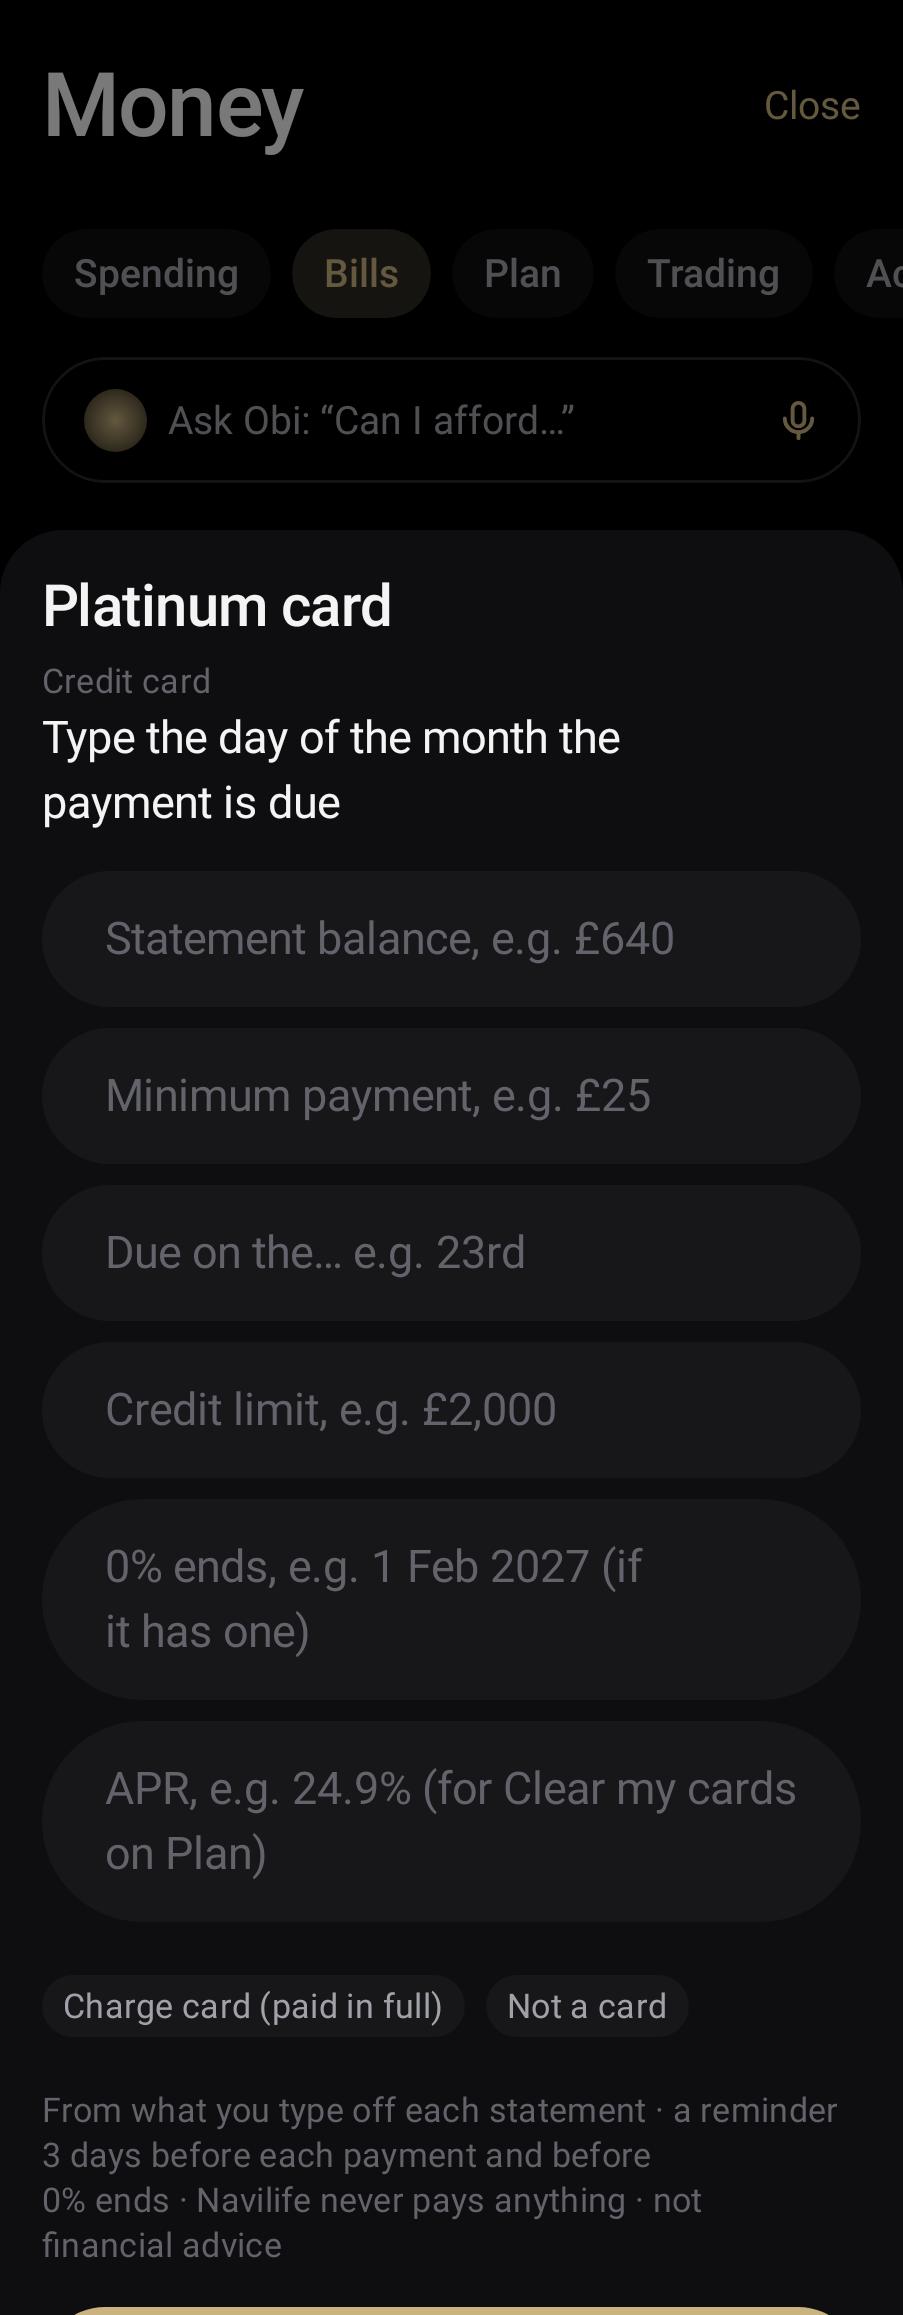 Money
Close
Spending
Bills
Plan
Trading
Ask Obi: “Can I afford…”
Platinum card
Credit card
Type the day of the month the
payment is due
Statement balance, e.g. £640
Minimum payment, e.g. £25
Due on the… e.g. 23rd
Credit limit, e.g. £2,000
0% ends, e.g. 1 Feb 2027 (if
it has one)
APR, e.g. 24.9% (for Clear my cards
on Plan)
Charge card (paid in full)
Not a card
From what you type off each statement · a reminder
3 days before each payment and before
0% ends · Navilife never pays anything · not
financial advice